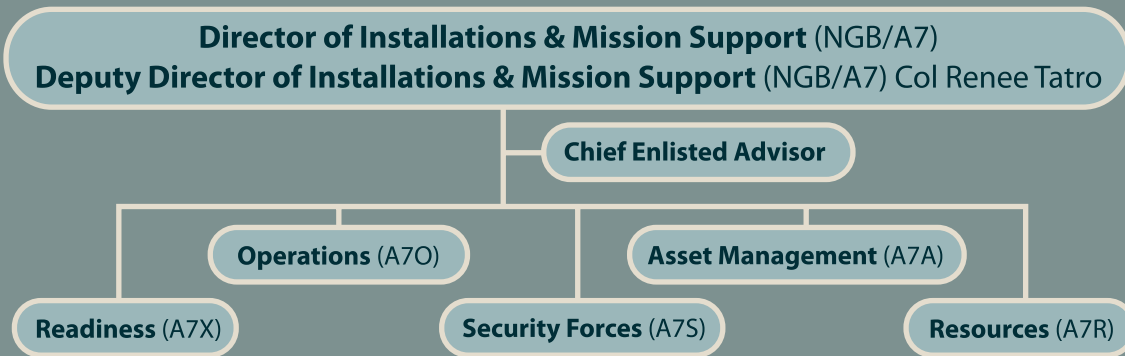 Director of Installations & Mission Support (NGB/A7)
Deputy Director of Installations & Mission Support (NGB/A7) Col Renee Tatro
Chief Enlisted Advisor
Operations (A7O)
Asset Management (A7A)
Readiness (A7X)
Security Forces (A7S)
Resources (A7R)